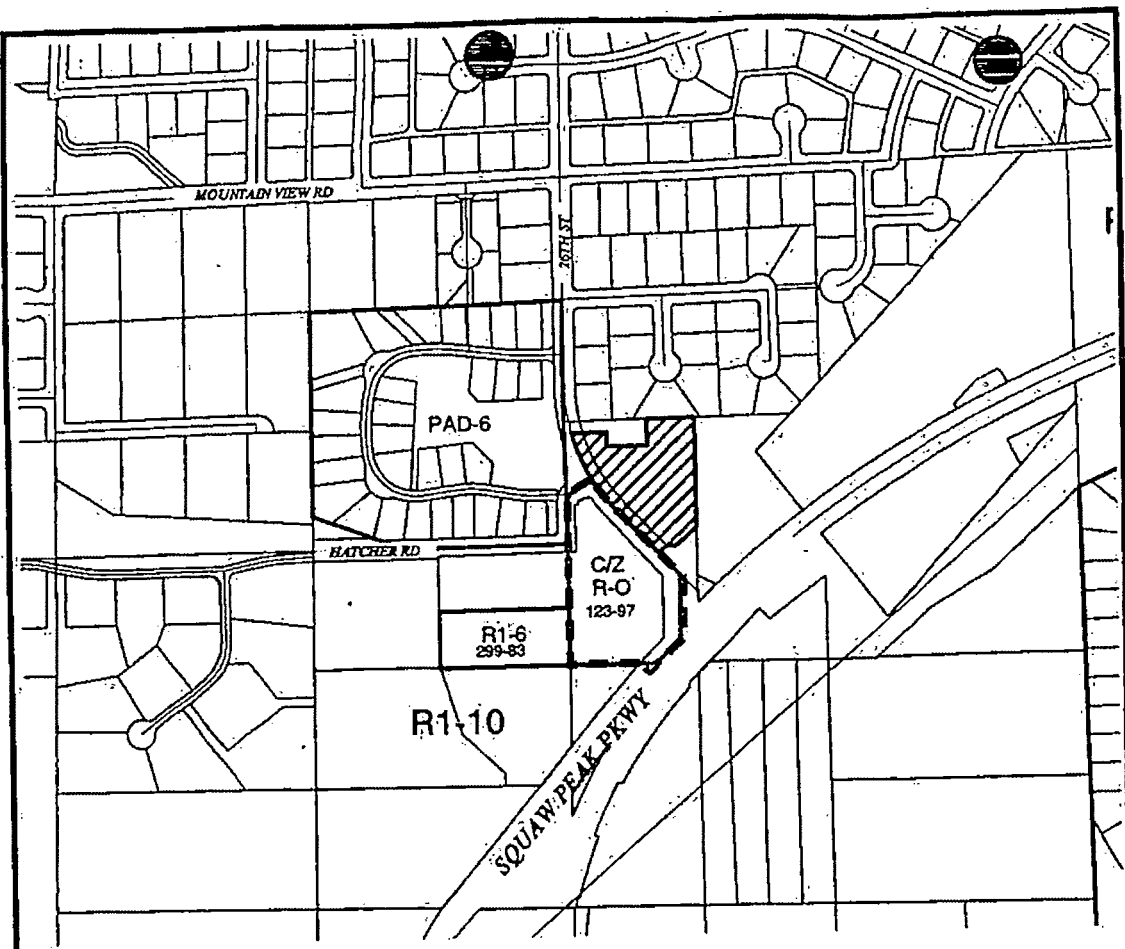 MOUNTAIN VIEW RD
26TH ST
PAD-6
HATCHER RD
C/Z
R-O
123-97
R1-6
299-83
R1-10
SQUAW PEAK PKWY